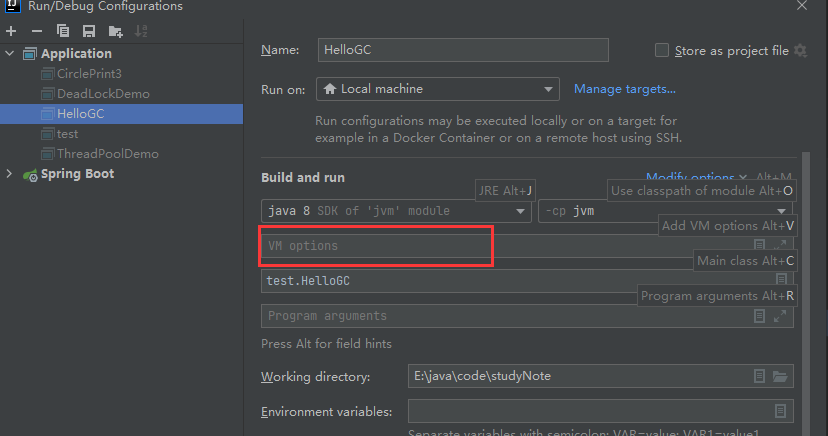 IJ Run/Debug Configurations
Application
CirclePrint3
DeadLockDemo
HelloGC
test
ThreadPoolDemo
Spring Boot
Name: HelloGC Store as project file
Run on: Local machine Manage targets...
Run configurations may be executed locally or on a target: for
example in a Docker Container or on a remote host using SSH.
Build and run Modify options Alt+M
JRE Alt+J Use classpath of module Alt+O
java 8 SDK of 'jvm' module -cp jvm
Add VM options Alt+V
VM options
Main class Alt+C
test.HelloGC
Program arguments Alt+R
Program arguments
Press Alt for field hints
Working directory: E:\java\code\studyNote
Environment variables:
Separate variables with semicolon: VAR=value; VAR1=value1